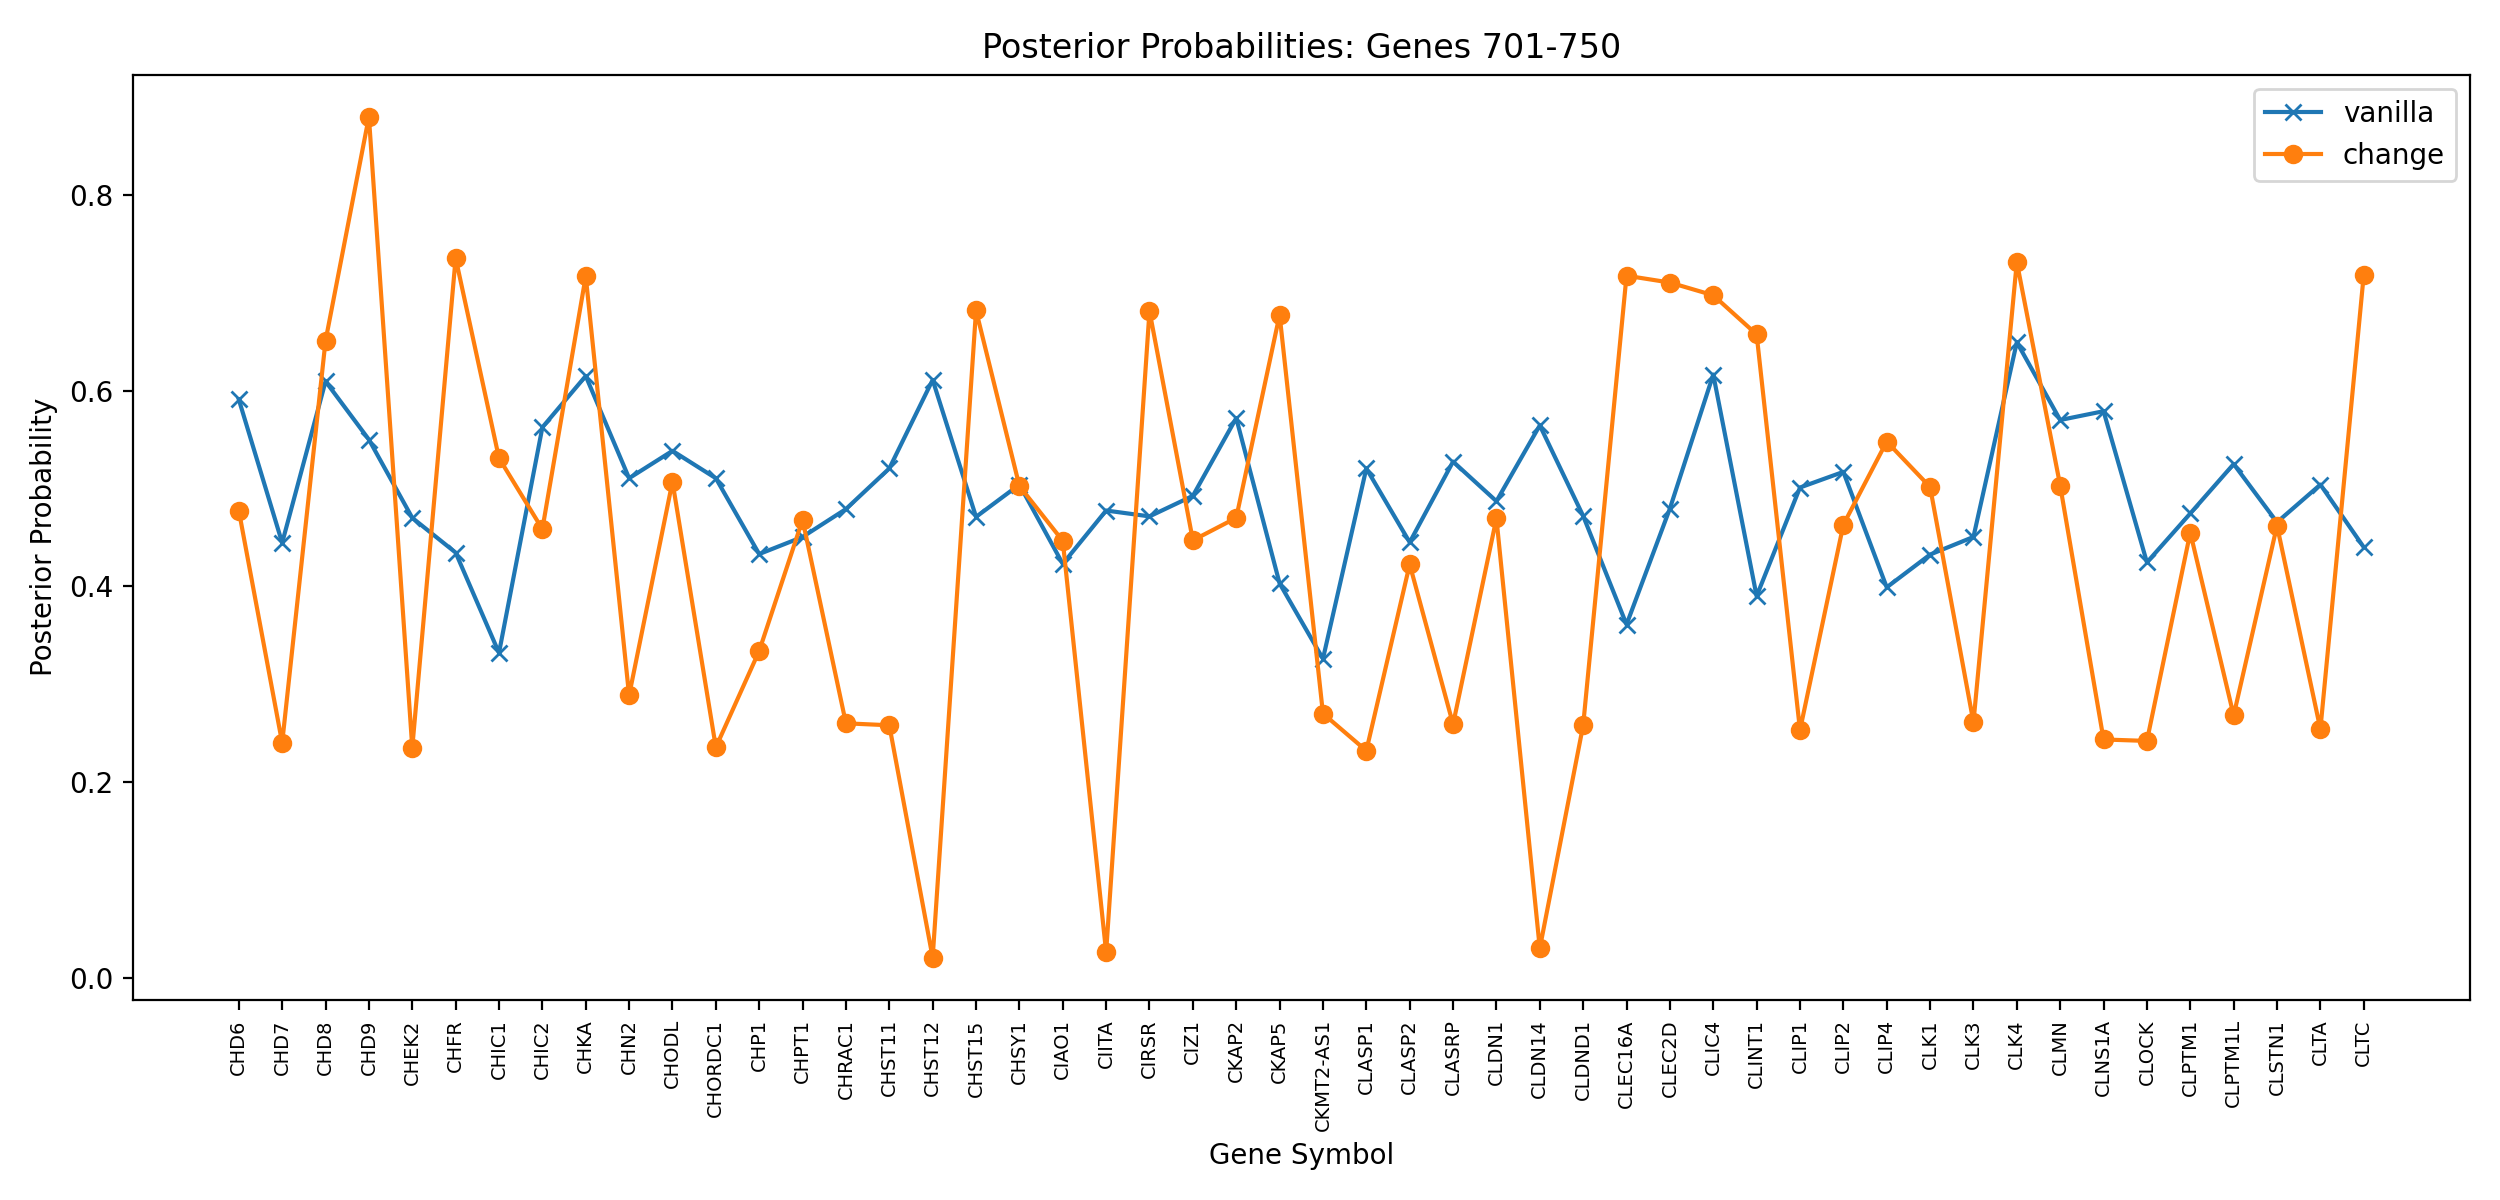 Posterior Probabilities: Genes 701-750
vanilla
change
Posterior Probability
0.8
0.6
0.4
0.2
0.0
CHD6
CHD7
CHD8
CHD9
CHEK2
CHFR
CHIC1
CHIC2
CHKA
CHN2
CHODL
CHORDC1
CHP1
CHPT1
CHRAC1
CHST11
CHST12
CHST15
CHSY1
CIAO1
CIITA
CIRSR
CIZ1
CKAP2
CKAP5
CKMT2-AS1
CLASP1
CLASP2
CLASRP
CLDN1
CLDN14
CLDND1
CLEC16A
CLEC2D
CLIC4
CLINT1
CLIP1
CLIP2
CLIP4
CLK1
CLK3
CLK4
CLMN
CLNS1A
CLOCK
CLPTM1
CLPTM1L
CLSTN1
CLTA
CLTC
Gene Symbol